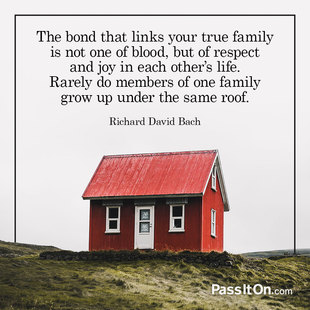 The bond that links your true family
is not one of blood, but of respect
and joy in each other's life.
Rarely do members of one family
grow up under the same roof.
Richard David Bach
PassItOn.com